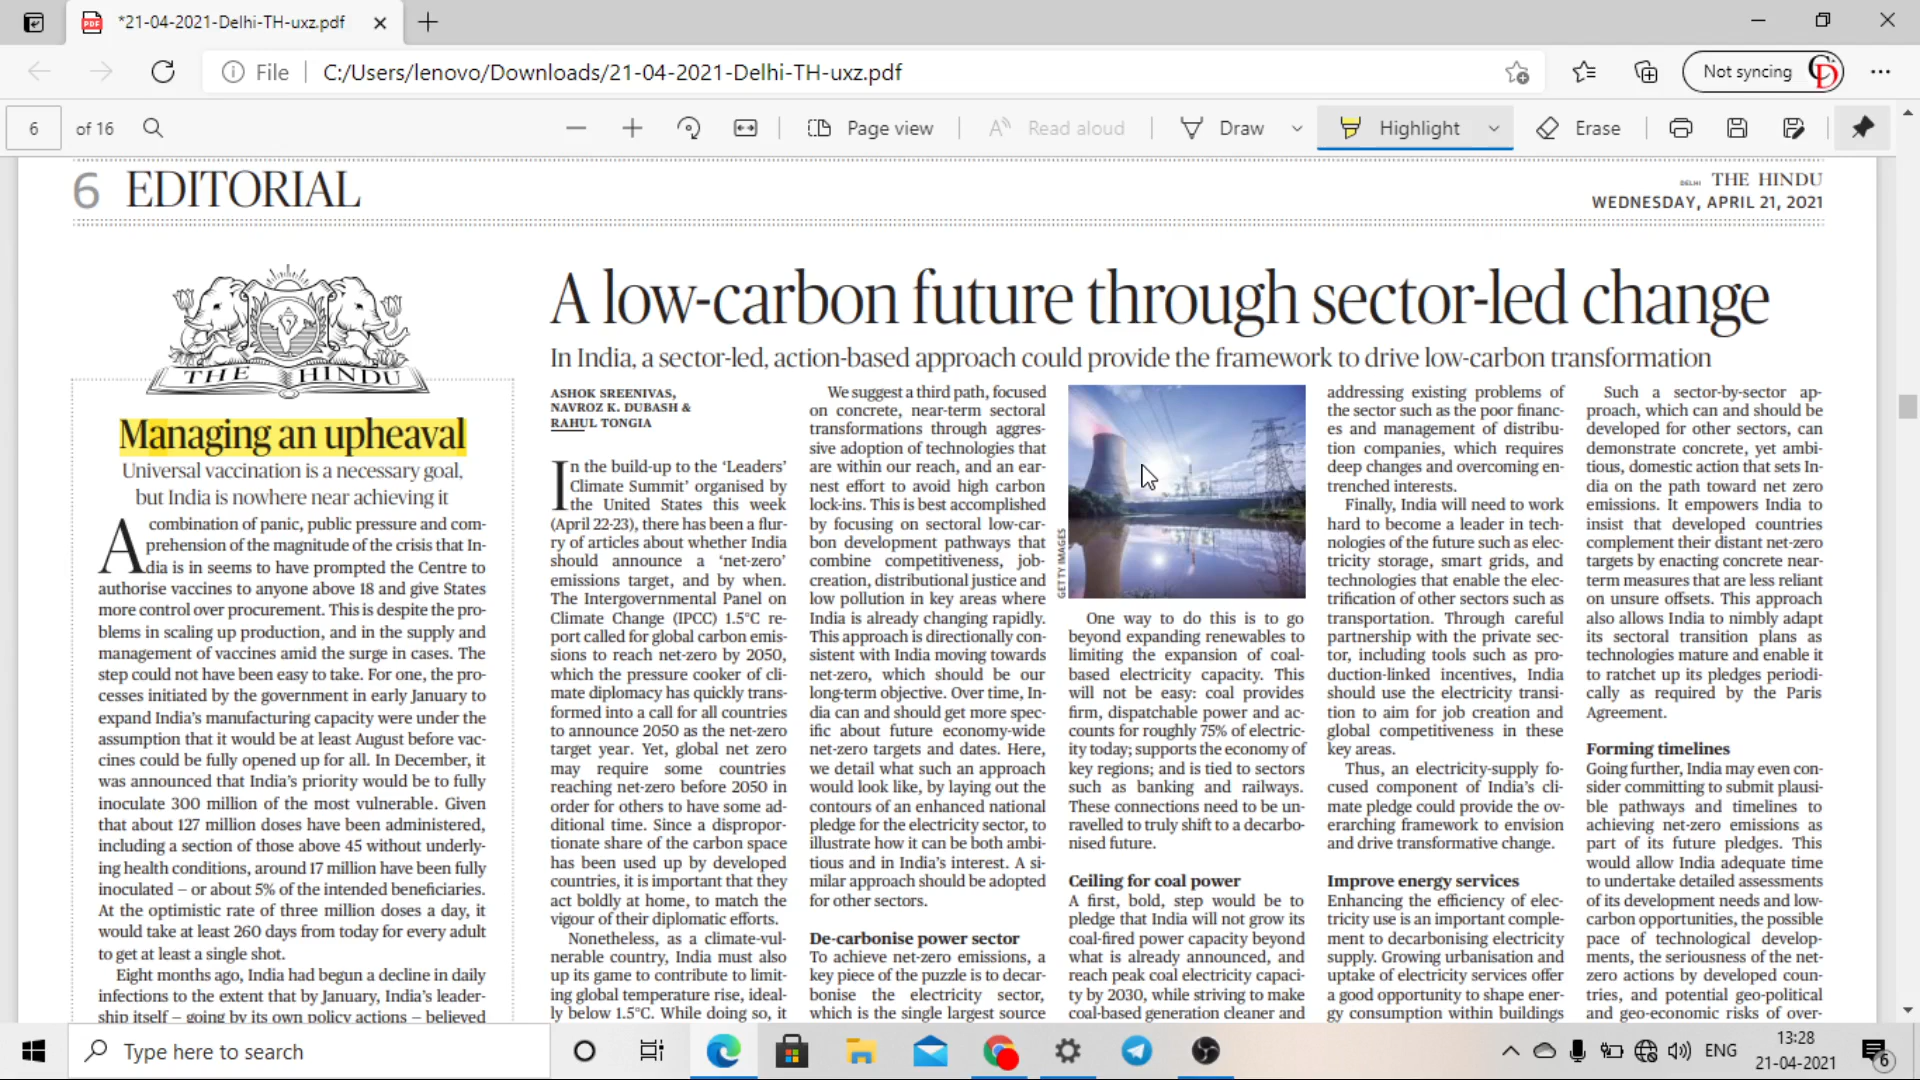 *21-04-2021-Delhi-TH-uxz.pdf
File
C:/Users/lenovo/Downloads/21-04-2021-Delhi-TH-uxz.pdf
Not syncing
6
of 16
Page view
Read aloud
Draw
Highlight
Erase
6 EDITORIAL
DELHI THE HINDU
WEDNESDAY, APRIL 21, 2021
THE HINDU
Managing an upheaval
Universal vaccination is a necessary goal,
but India is nowhere near achieving it
A combination of panic, public pressure and com-
prehension of the magnitude of the crisis that In-
dia is in seems to have prompted the Centre to
authorise vaccines to anyone above 18 and give States
more control over procurement. This is despite the pro-
blems in scaling up production, and in the supply and
management of vaccines amid the surge in cases. The
step could not have been easy to take. For one, the pro-
cesses initiated by the government in early January to
expand India's manufacturing capacity were under the
assumption that it would be at least August before vac-
cines could be fully opened up for all. In December, it
was announced that India's priority would be to fully
inoculate 300 million of the most vulnerable. Given
that about 127 million doses have been administered,
including a section of those above 45 without underly-
ing health conditions, around 17 million have been fully
inoculated – or about 5% of the intended beneficiaries.
At the optimistic rate of three million doses a day, it
would take at least 260 days from today for every adult
to get at least a single shot.
Eight months ago, India had begun a decline in daily
infections to the extent that by January, India's leader-
ship itself – going by its own policy actions – believed
A low-carbon future through sector-led change
In India, a sector-led, action-based approach could provide the framework to drive low-carbon transformation
ASHOK SREENIVAS,
NAVROZ K. DUBASH &
RAHUL TONGIA
In the build-up to the 'Leaders'
Climate Summit' organised by
the United States this week
(April 22-23), there has been a flur-
ry of articles about whether India
should announce a 'net-zero'
emissions target, and by when.
The Intergovernmental Panel on
Climate Change (IPCC) 1.5°C re-
port called for global carbon emis-
sions to reach net-zero by 2050,
which the pressure cooker of cli-
mate diplomacy has quickly trans-
formed into a call for all countries
to announce 2050 as the net-zero
target year. Yet, global net zero
may require some countries
reaching net-zero before 2050 in
order for others to have some ad-
ditional time. Since a dispropor-
tionate share of the carbon space
has been used up by developed
countries, it is important that they
act boldly at home, to match the
vigour of their diplomatic efforts.
Nonetheless, as a climate-vul-
nerable country, India must also
up its game to contribute to limit-
ing global temperature rise, ideal-
ly below 1.5°C. While doing so, it
We suggest a third path, focused
on concrete, near-term sectoral
transformations through aggres-
sive adoption of technologies that
are within our reach, and an ear-
nest effort to avoid high carbon
lock-ins. This is best accomplished
by focusing on sectoral low-car-
bon development pathways that
combine competitiveness, job-
creation, distributional justice and
low pollution in key areas where
India is already changing rapidly.
This approach is directionally con-
sistent with India moving towards
net-zero, which should be our
long-term objective. Over time, In-
dia can and should get more spec-
ific about future economy-wide
net-zero targets and dates. Here,
we detail what such an approach
would look like, by laying out the
contours of an enhanced national
pledge for the electricity sector, to
illustrate how it can be both ambi-
tious and in India's interest. A si-
milar approach should be adopted
for other sectors.
De-carbonise power sector
To achieve net-zero emissions, a
key piece of the puzzle is to decar-
bonise the electricity sector,
which is the single largest source
GETTY IMAGES
One way to do this is to go
beyond expanding renewables to
limiting the expansion of coal-
based electricity capacity. This
will not be easy: coal provides
firm, dispatchable power and ac-
counts for roughly 75% of electric-
ity today; supports the economy of
key regions; and is tied to sectors
such as banking and railways.
These connections need to be un-
ravelled to truly shift to a decarbo-
nised future.
Ceiling for coal power
A first, bold, step would be to
pledge that India will not grow its
coal-fired power capacity beyond
what is already announced, and
reach peak coal electricity capaci-
ty by 2030, while striving to make
coal-based generation cleaner and
addressing existing problems of
the sector such as the poor financ-
es and management of distribu-
tion companies, which requires
deep changes and overcoming en-
trenched interests.
Finally, India will need to work
hard to become a leader in tech-
nologies of the future such as elec-
tricity storage, smart grids, and
technologies that enable the elec-
trification of other sectors such as
transportation. Through careful
partnership with the private sec-
tor, including tools such as pro-
duction-linked incentives, India
should use the electricity transi-
tion to aim for job creation and
global competitiveness in these
key areas.
Thus, an electricity-supply fo-
cused component of India's cli-
mate pledge could provide the ov-
erarching framework to envision
and drive transformative change.
Improve energy services
Enhancing the efficiency of elec-
tricity use is an important comple-
ment to decarbonising electricity
supply. Growing urbanisation and
uptake of electricity services offer
a good opportunity to shape ener-
gy consumption within buildings
Such a sector-by-sector ap-
proach, which can and should be
developed for other sectors, can
demonstrate concrete, yet ambi-
tious, domestic action that sets In-
dia on the path toward net zero
emissions. It empowers India to
insist that developed countries
complement their distant net-zero
targets by enacting concrete near-
term measures that are less reliant
on unsure offsets. This approach
also allows India to nimbly adapt
its sectoral transition plans as
technologies mature and enable it
to ratchet up its pledges periodi-
cally as required by the Paris
Agreement.
Forming timelines
Going further, India may even con-
sider committing to submit plausi-
ble pathways and timelines to
achieving net-zero emissions as
part of its future pledges. This
would allow India adequate time
to undertake detailed assessments
of its development needs and low-
carbon opportunities, the possible
pace of technological develop-
ments, the seriousness of the net-
zero actions by developed coun-
tries, and potential geo-political
and geo-economic risks of over-
Type here to search
ENG
13:28
21-04-2021
6